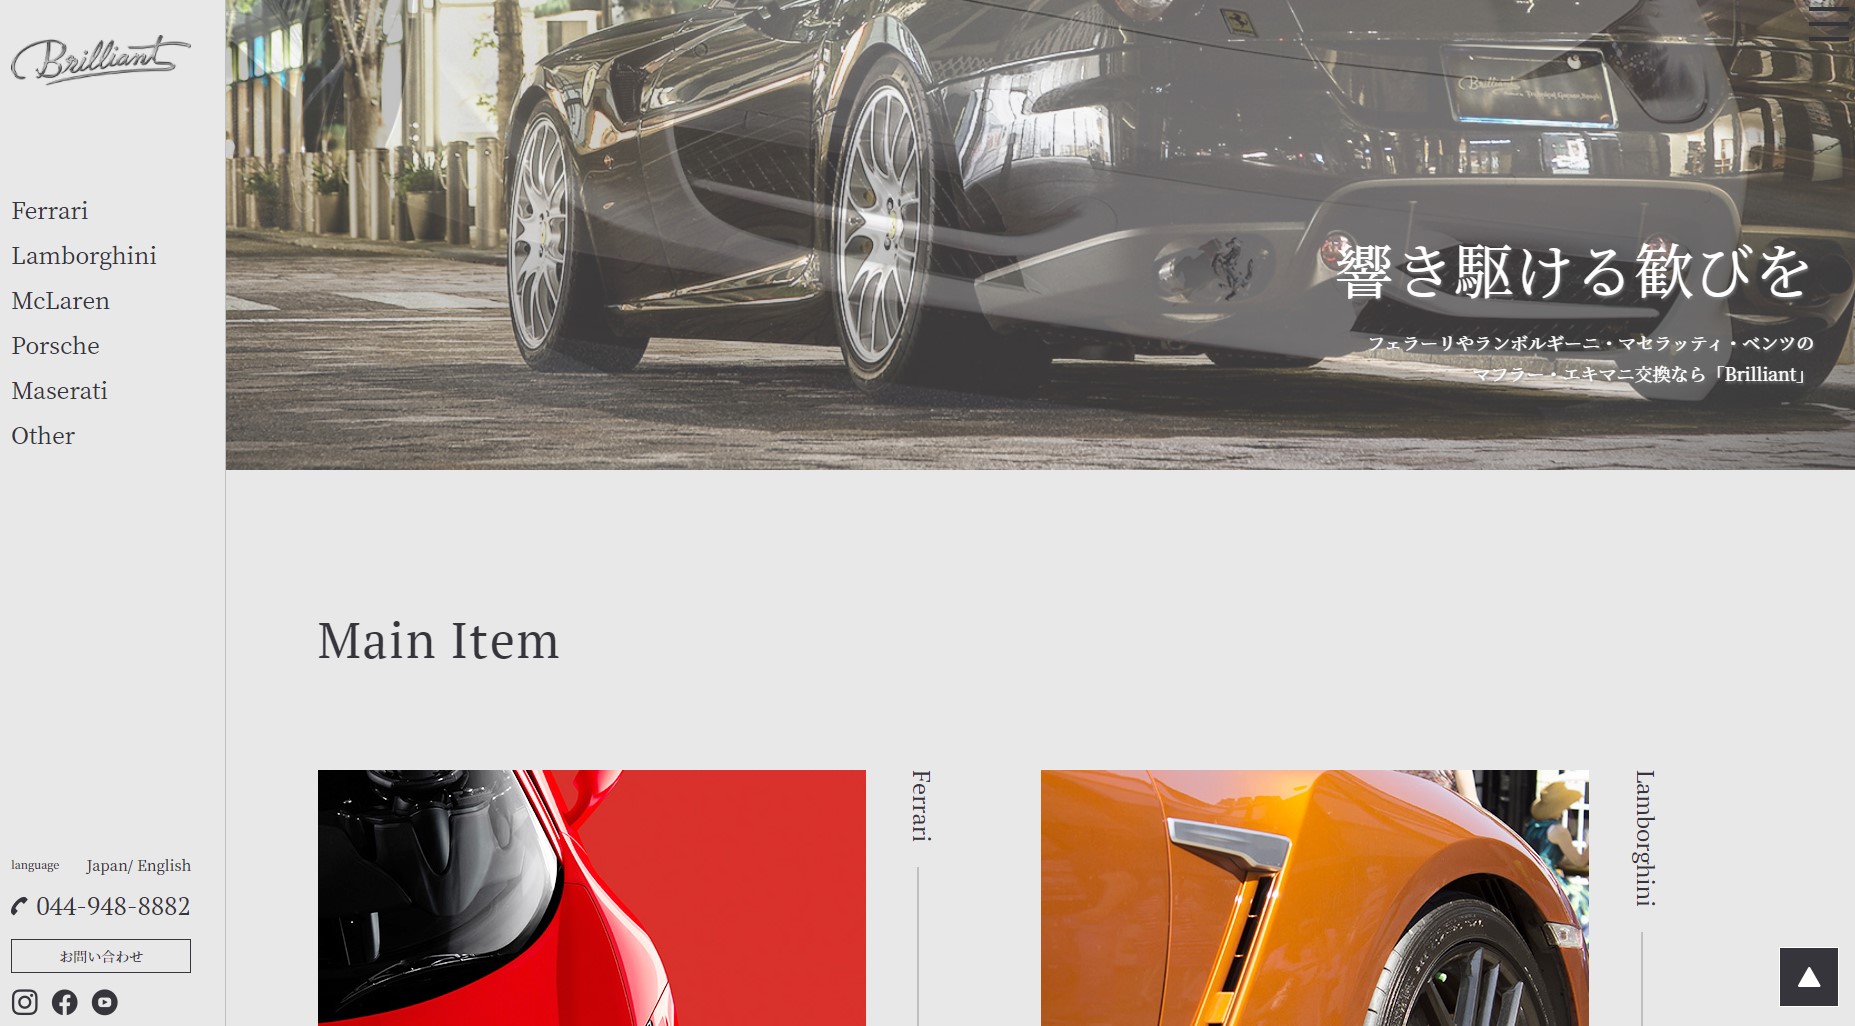 Brilliant
Ferrari
Lamborghini
McLaren
Porsche
Maserati
Other
language Japan/ English
044-948-8882
お問い合わせ
Brilliant
響き駆ける歓びを
フェラーリやランボルギーニ・マセラッティ・ベンツの
マフラー・エキマニ交換なら「Brilliant」
Main Item
Ferrari
Lamborghini